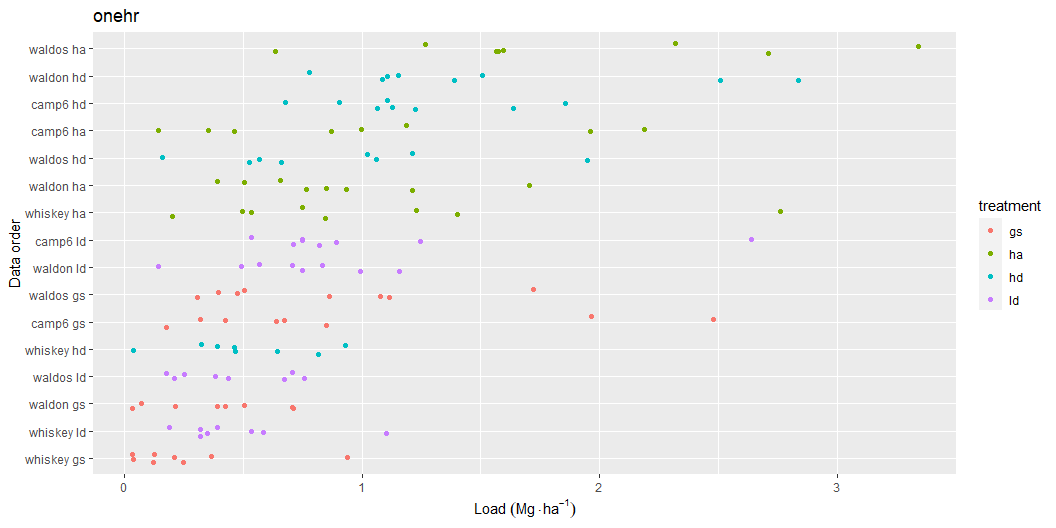 onehr
waldos ha
waldon hd
camp6 hd
camp6 ha
waldos hd
waldon ha
whiskey ha
camp6 ld
waldon ld
waldos gs
camp6 gs
whiskey hd
waldos ld
waldon gs
whiskey ld
whiskey gs
Data order
0 1 2 3
Load (Mg·ha⁻¹)
treatment
gs
ha
hd
ld